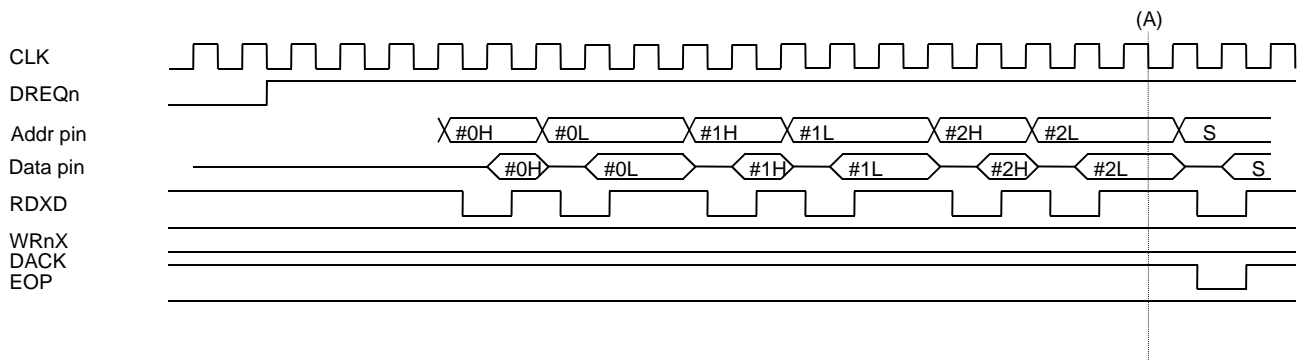 (A)
CLK
DREQn
Addr pin #0H #0L #1H #1L #2H #2L S
Data pin #0H #0L #1H #1L #2H #2L S
RDXD
WRnX
DACK
EOP